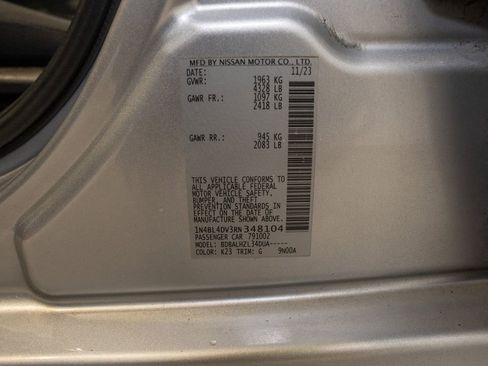 MFD BY NISSAN MOTOR CO., LTD.
DATE: 11/23
GVWR: 1963 KG
4328 LB
GAWR FR.: 1097 KG
2418 LB
GAWR RR.: 945 KG
2083 LB
THIS VEHICLE CONFORMS TO
ALL APPLICABLE FEDERAL
MOTOR VEHICLE SAFETY,
BUMPER, AND THEFT
PREVENTION STANDARDS
IN EFFECT ON THE DATE OF
MANUFACTURE SHOWN ABOVE.
1N4BL4DV3RN348104
PASSENGER CAR 791002
MODEL: BDBALHZL34DUA-----
COLOR: K23 TRIM: G 9N00A